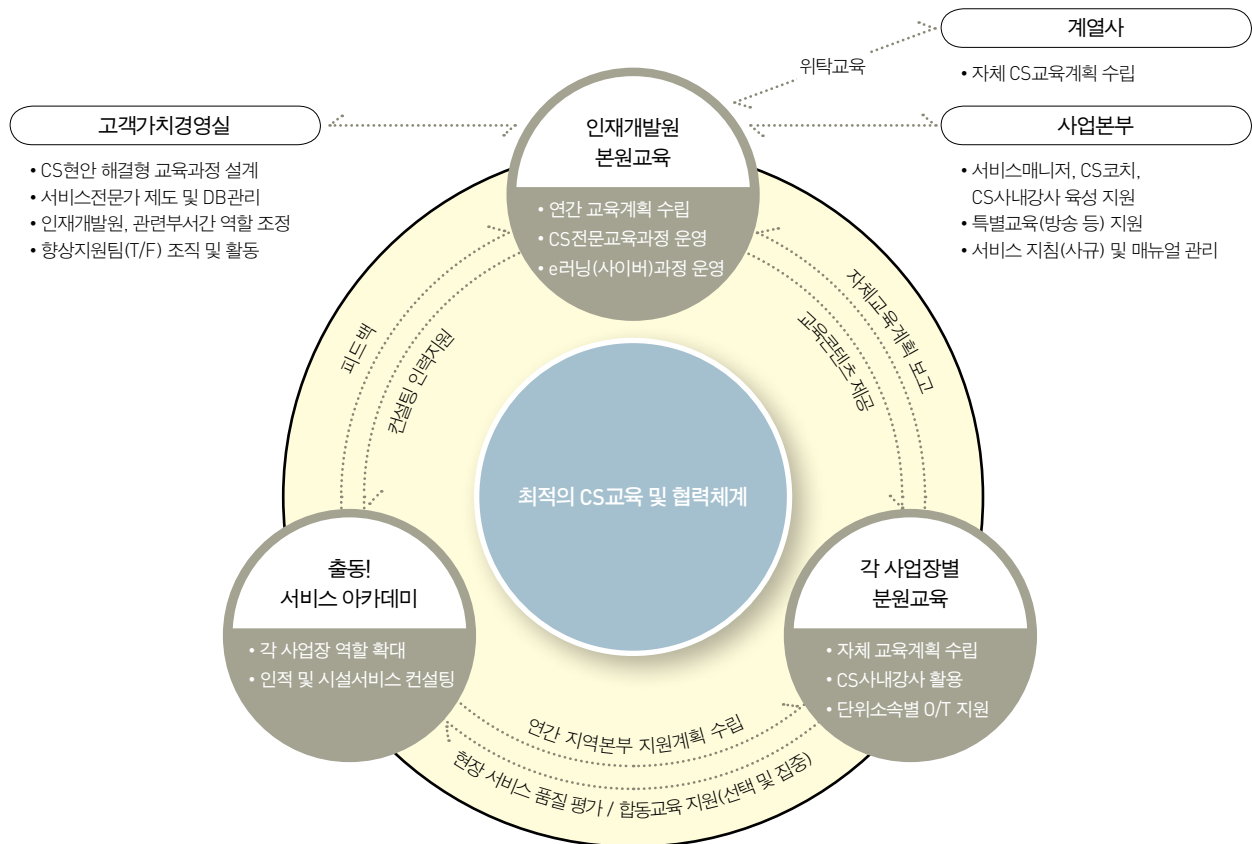 계열사
• 자체 CS교육계획 수립
위탁교육
고객가치경영실
• CS현안 해결형 교육과정 설계
• 서비스전문가 제도 및 DB관리
• 인재개발원, 관련부서간 역할 조정
• 향상지원팀(T/F) 조직 및 활동
인재개발원
본원교육
• 연간 교육계획 수립
• CS전문교육과정 운영
• e러닝(사이버)과정 운영
사업본부
• 서비스매니저, CS코치,
CS사내강사 육성 지원
• 특별교육(방송 등) 지원
• 서비스 지침(사규) 및 매뉴얼 관리
피드백
컨설팅 인력지원
교육콘텐츠 제공
자체교육계획 보고
최적의 CS교육 및 협력체계
출동!
서비스 아카데미
• 각 사업장 역할 확대
• 인적 및 시설서비스 컨설팅
각 사업장별
분원교육
• 자체 교육계획 수립
• CS사내강사 활용
• 단위소속별 O/T 지원
연간 지역본부 지원계획 수립
현장 서비스 품질 평가 / 합동교육 지원(선택 및 집중)